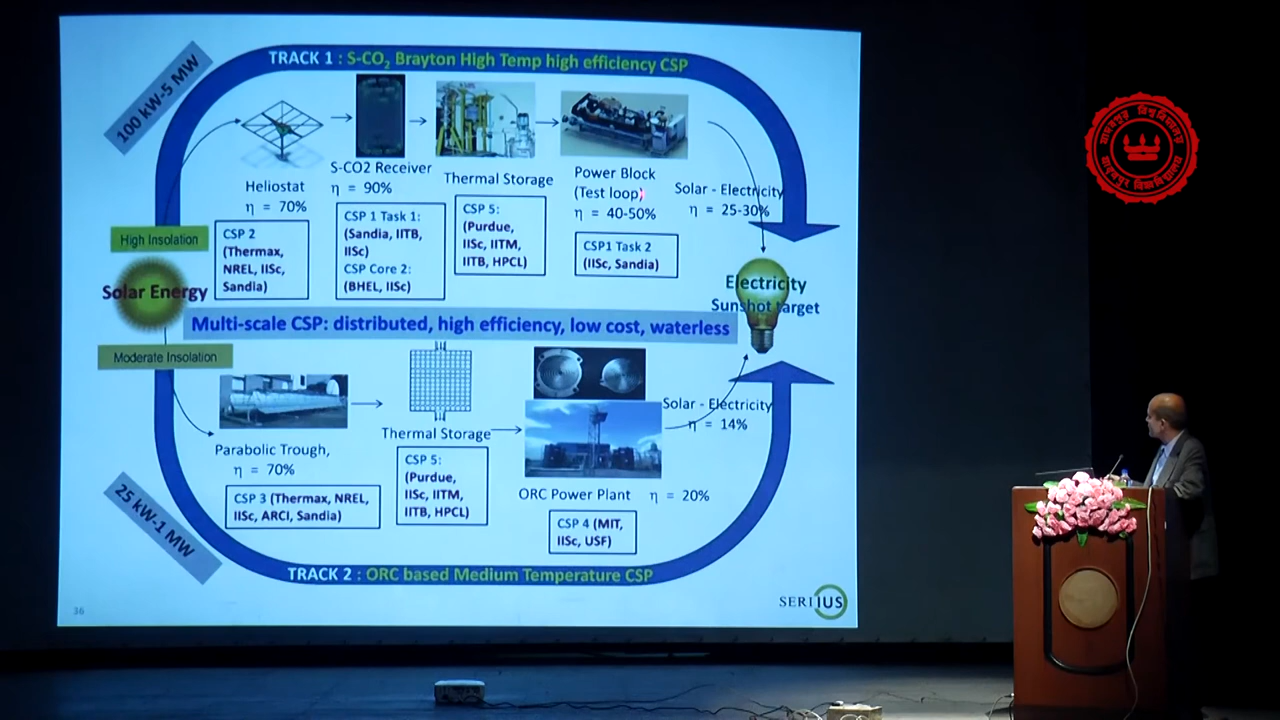 TRACK 1 : S-CO2 Brayton High Temp high efficiency CSP
100 kW-5 MW
Heliostat
η = 70%
S-CO2 Receiver
η = 90%
Thermal Storage
Power Block
(Test loop)
η = 40-50%
Solar - Electricity
η = 25-30%
CSP 2
(Thermax,
NREL, IISc,
Sandia)
CSP 1 Task 1:
(Sandia, IITB,
IISc)
CSP Core 2:
(BHEL, IISc)
CSP 5:
(Purdue,
IISc, IITM,
IITB, HPCL)
CSP1 Task 2
(IISc, Sandia)
High Insolation
Solar Energy
Electricity
Sunshot target
Multi-scale CSP: distributed, high efficiency, low cost, waterless
Moderate Insolation
Parabolic Trough,
η = 70%
CSP 3 (Thermax, NREL,
IISc, ARCI, Sandia)
Thermal Storage
CSP 5:
(Purdue,
IISc, IITM,
IITB, HPCL)
ORC Power Plant η = 20%
CSP 4 (MIT,
IISc, USF)
Solar - Electricity
η = 14%
25 kW-1 MW
TRACK 2 : ORC based Medium Temperature CSP
36
SERIIUS
যাদবপুর বিশ্ববিদ্যালয়